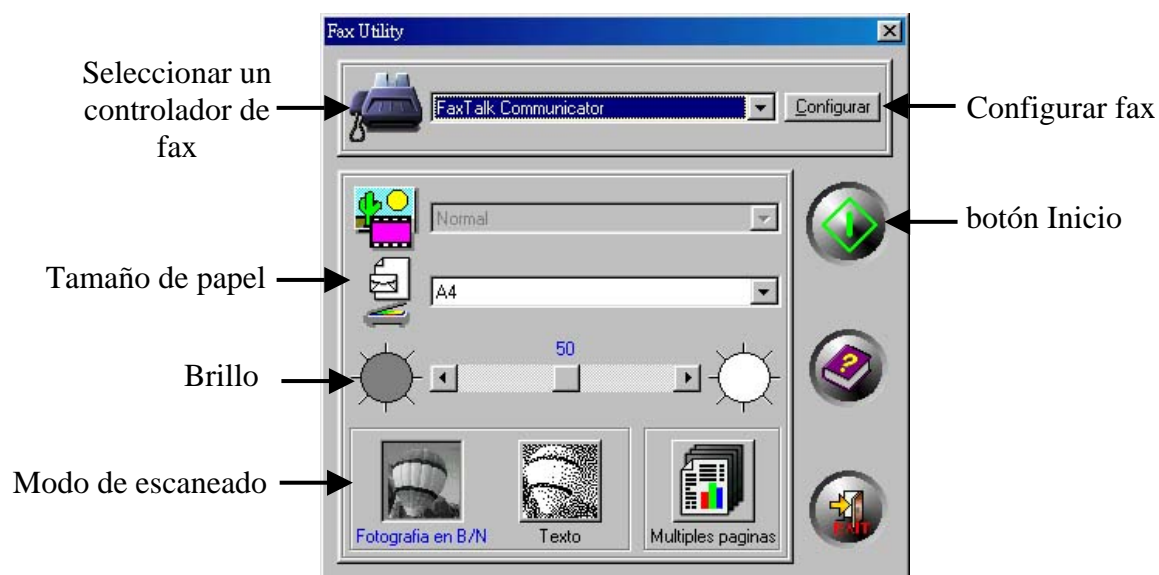 Fax Utility
Seleccionar un
controlador de
fax
FaxTalk Communicator
Configurar
Configurar fax
Normal
botón Inicio
Tamaño de papel
A4
Brillo
50
Modo de escaneado
Fotografia en B/N
Texto
Multiples paginas
?
EXIT